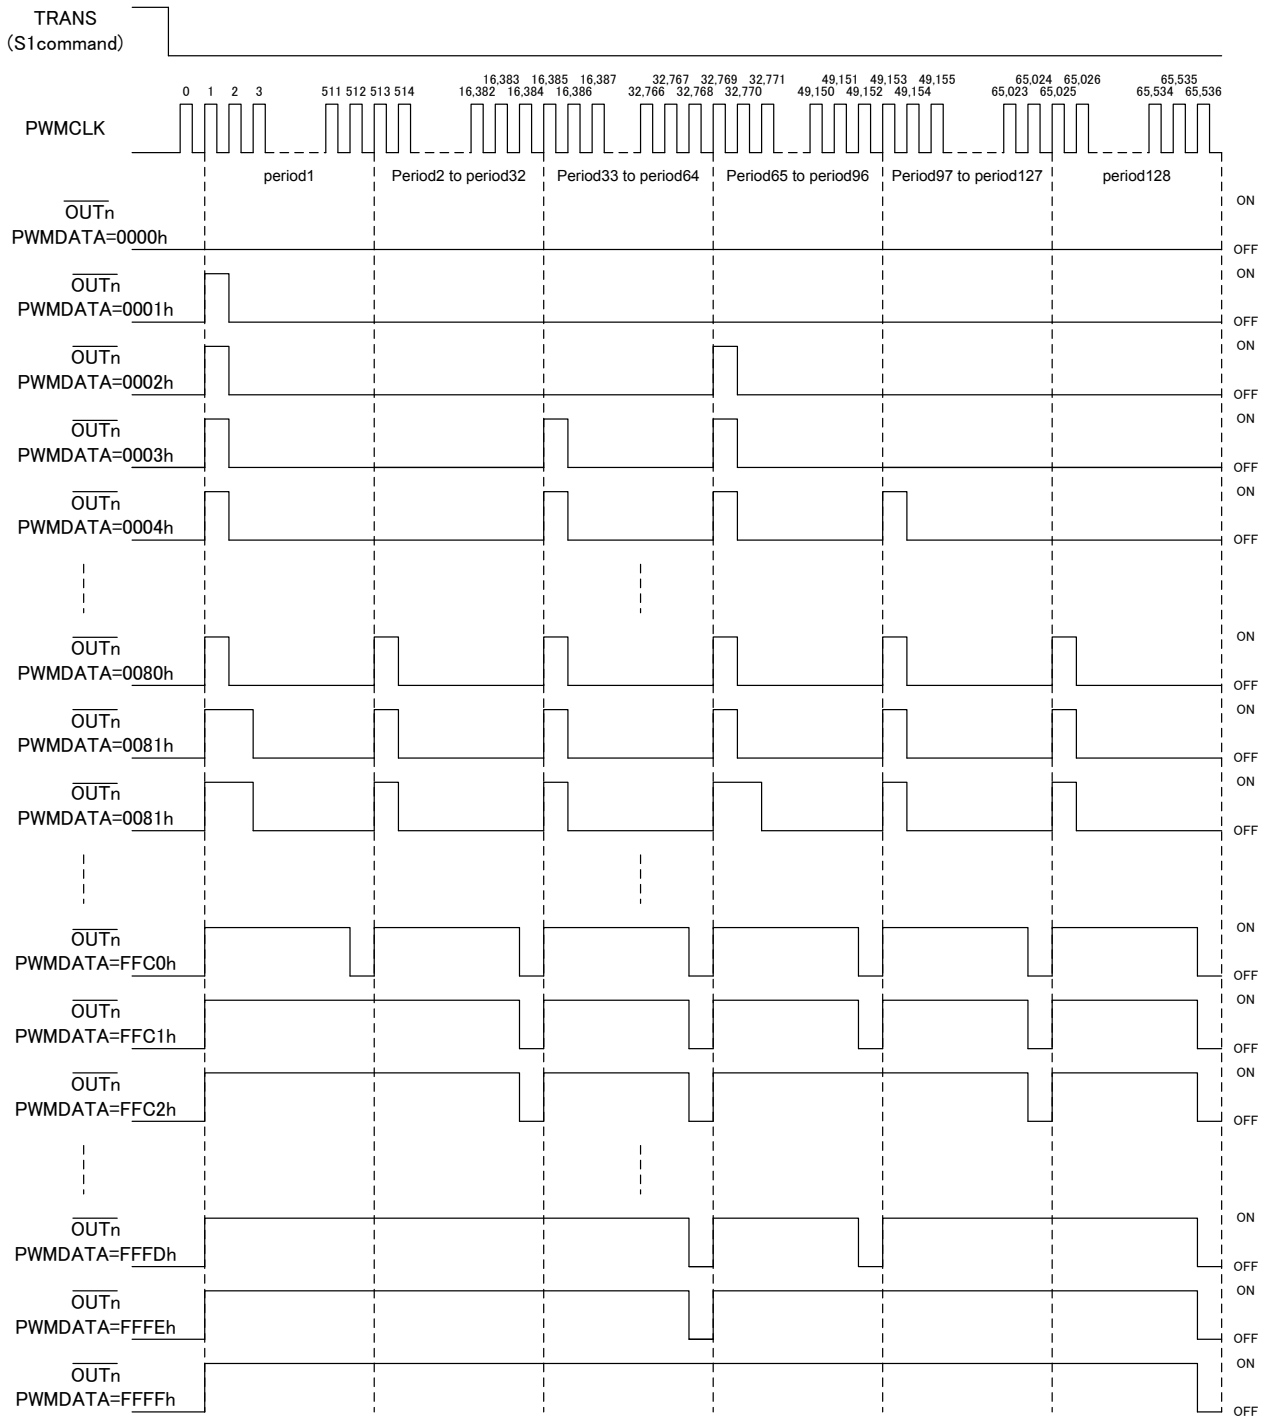 TRANS
(S1command)
16,383 16,385 16,387 32,767 32,769 32,771 49,151 49,153 49,155 65,024 65,026 65,535
0 1 2 3 511 512 513 514 16,382 16,384 16,386 32,766 32,768 32,770 49,150 49,152 49,154 65,023 65,025 65,534 65,536
PWMCLK
period1 Period2 to period32 Period33 to period64 Period65 to period96 Period97 to period127 period128
OUTn ON
PWMDATA=0000h OFF
OUTn ON
PWMDATA=0001h OFF
OUTn ON
PWMDATA=0002h OFF
OUTn ON
PWMDATA=0003h OFF
OUTn ON
PWMDATA=0004h OFF
OUTn ON
PWMDATA=0080h OFF
OUTn ON
PWMDATA=0081h OFF
OUTn ON
PWMDATA=0081h OFF
OUTn ON
PWMDATA=FFC0h OFF
OUTn ON
PWMDATA=FFC1h OFF
OUTn ON
PWMDATA=FFC2h OFF
OUTn ON
PWMDATA=FFFDh OFF
OUTn ON
PWMDATA=FFFEh OFF
OUTn ON
PWMDATA=FFFFh OFF